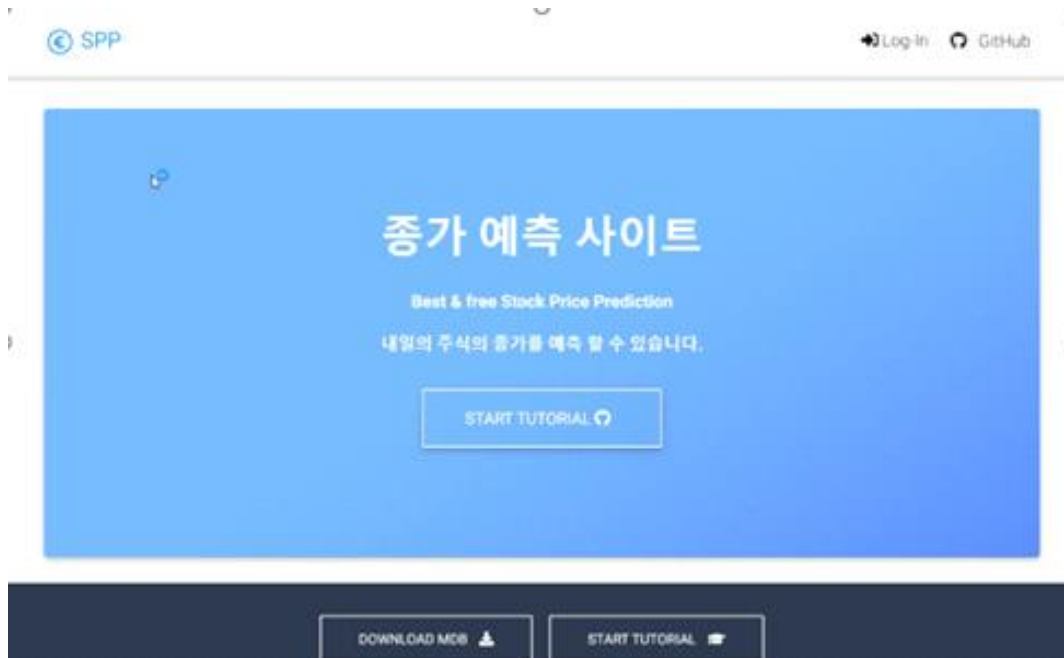 SPP
Log-In GitHub
종가 예측 사이트
Best & free Stock Price Prediction
내일의 주식의 종가를 예측 할 수 있습니다.
START TUTORIAL
DOWNLOAD MDB START TUTORIAL